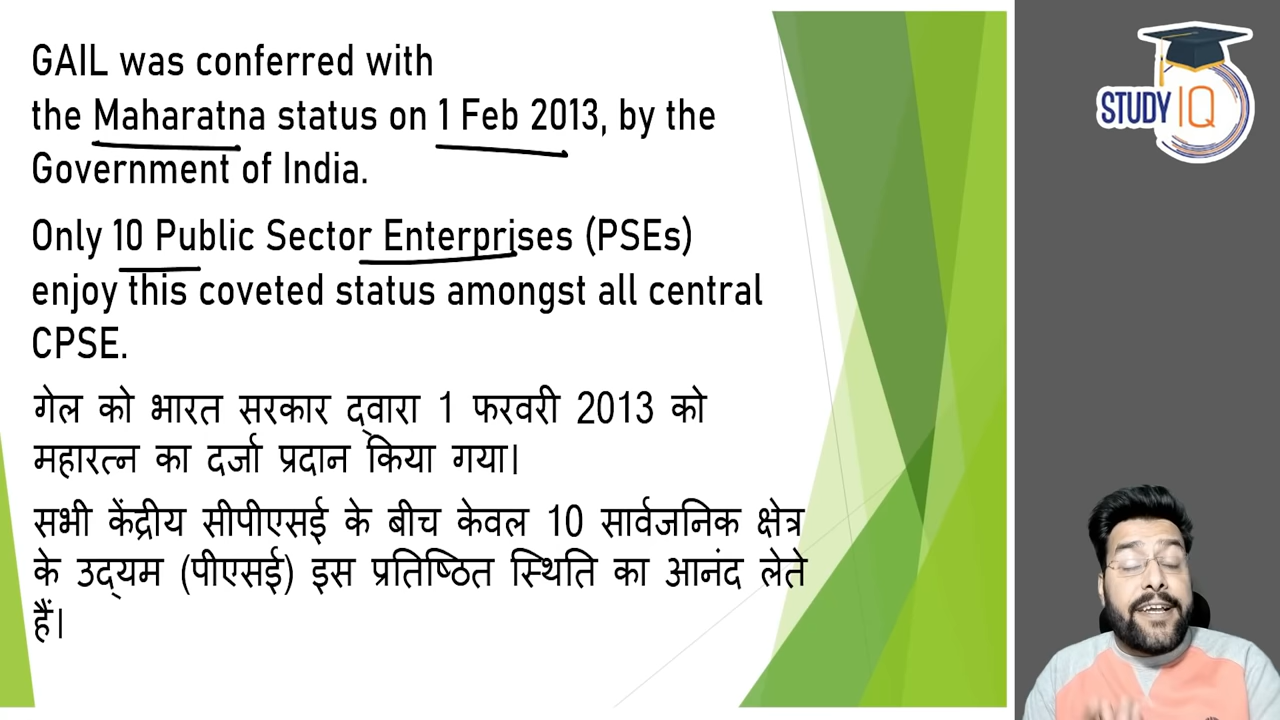 GAIL was conferred with
the Maharatna status on 1 Feb 2013, by the
Government of India.
Only 10 Public Sector Enterprises (PSEs)
enjoy this coveted status amongst all central
CPSE.
गेल को भारत सरकार द्वारा 1 फरवरी 2013 को
महारत्न का दर्जा प्रदान किया गया।
सभी केंद्रीय सीपीएसई के बीच केवल 10 सार्वजनिक क्षेत्र
के उद्यम (पीएसई) इस प्रतिष्ठित स्थिति का आनंद लेते
हैं।
STUDY IQ